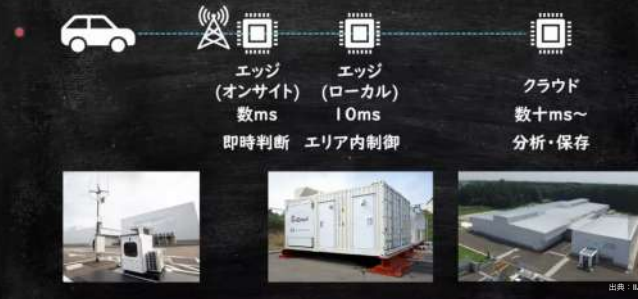 エッジ
(オンサイト)
数ms
即時判断
エッジ
(ローカル)
10ms
エリア内制御
クラウド
数十ms~
分析・保存
出典: